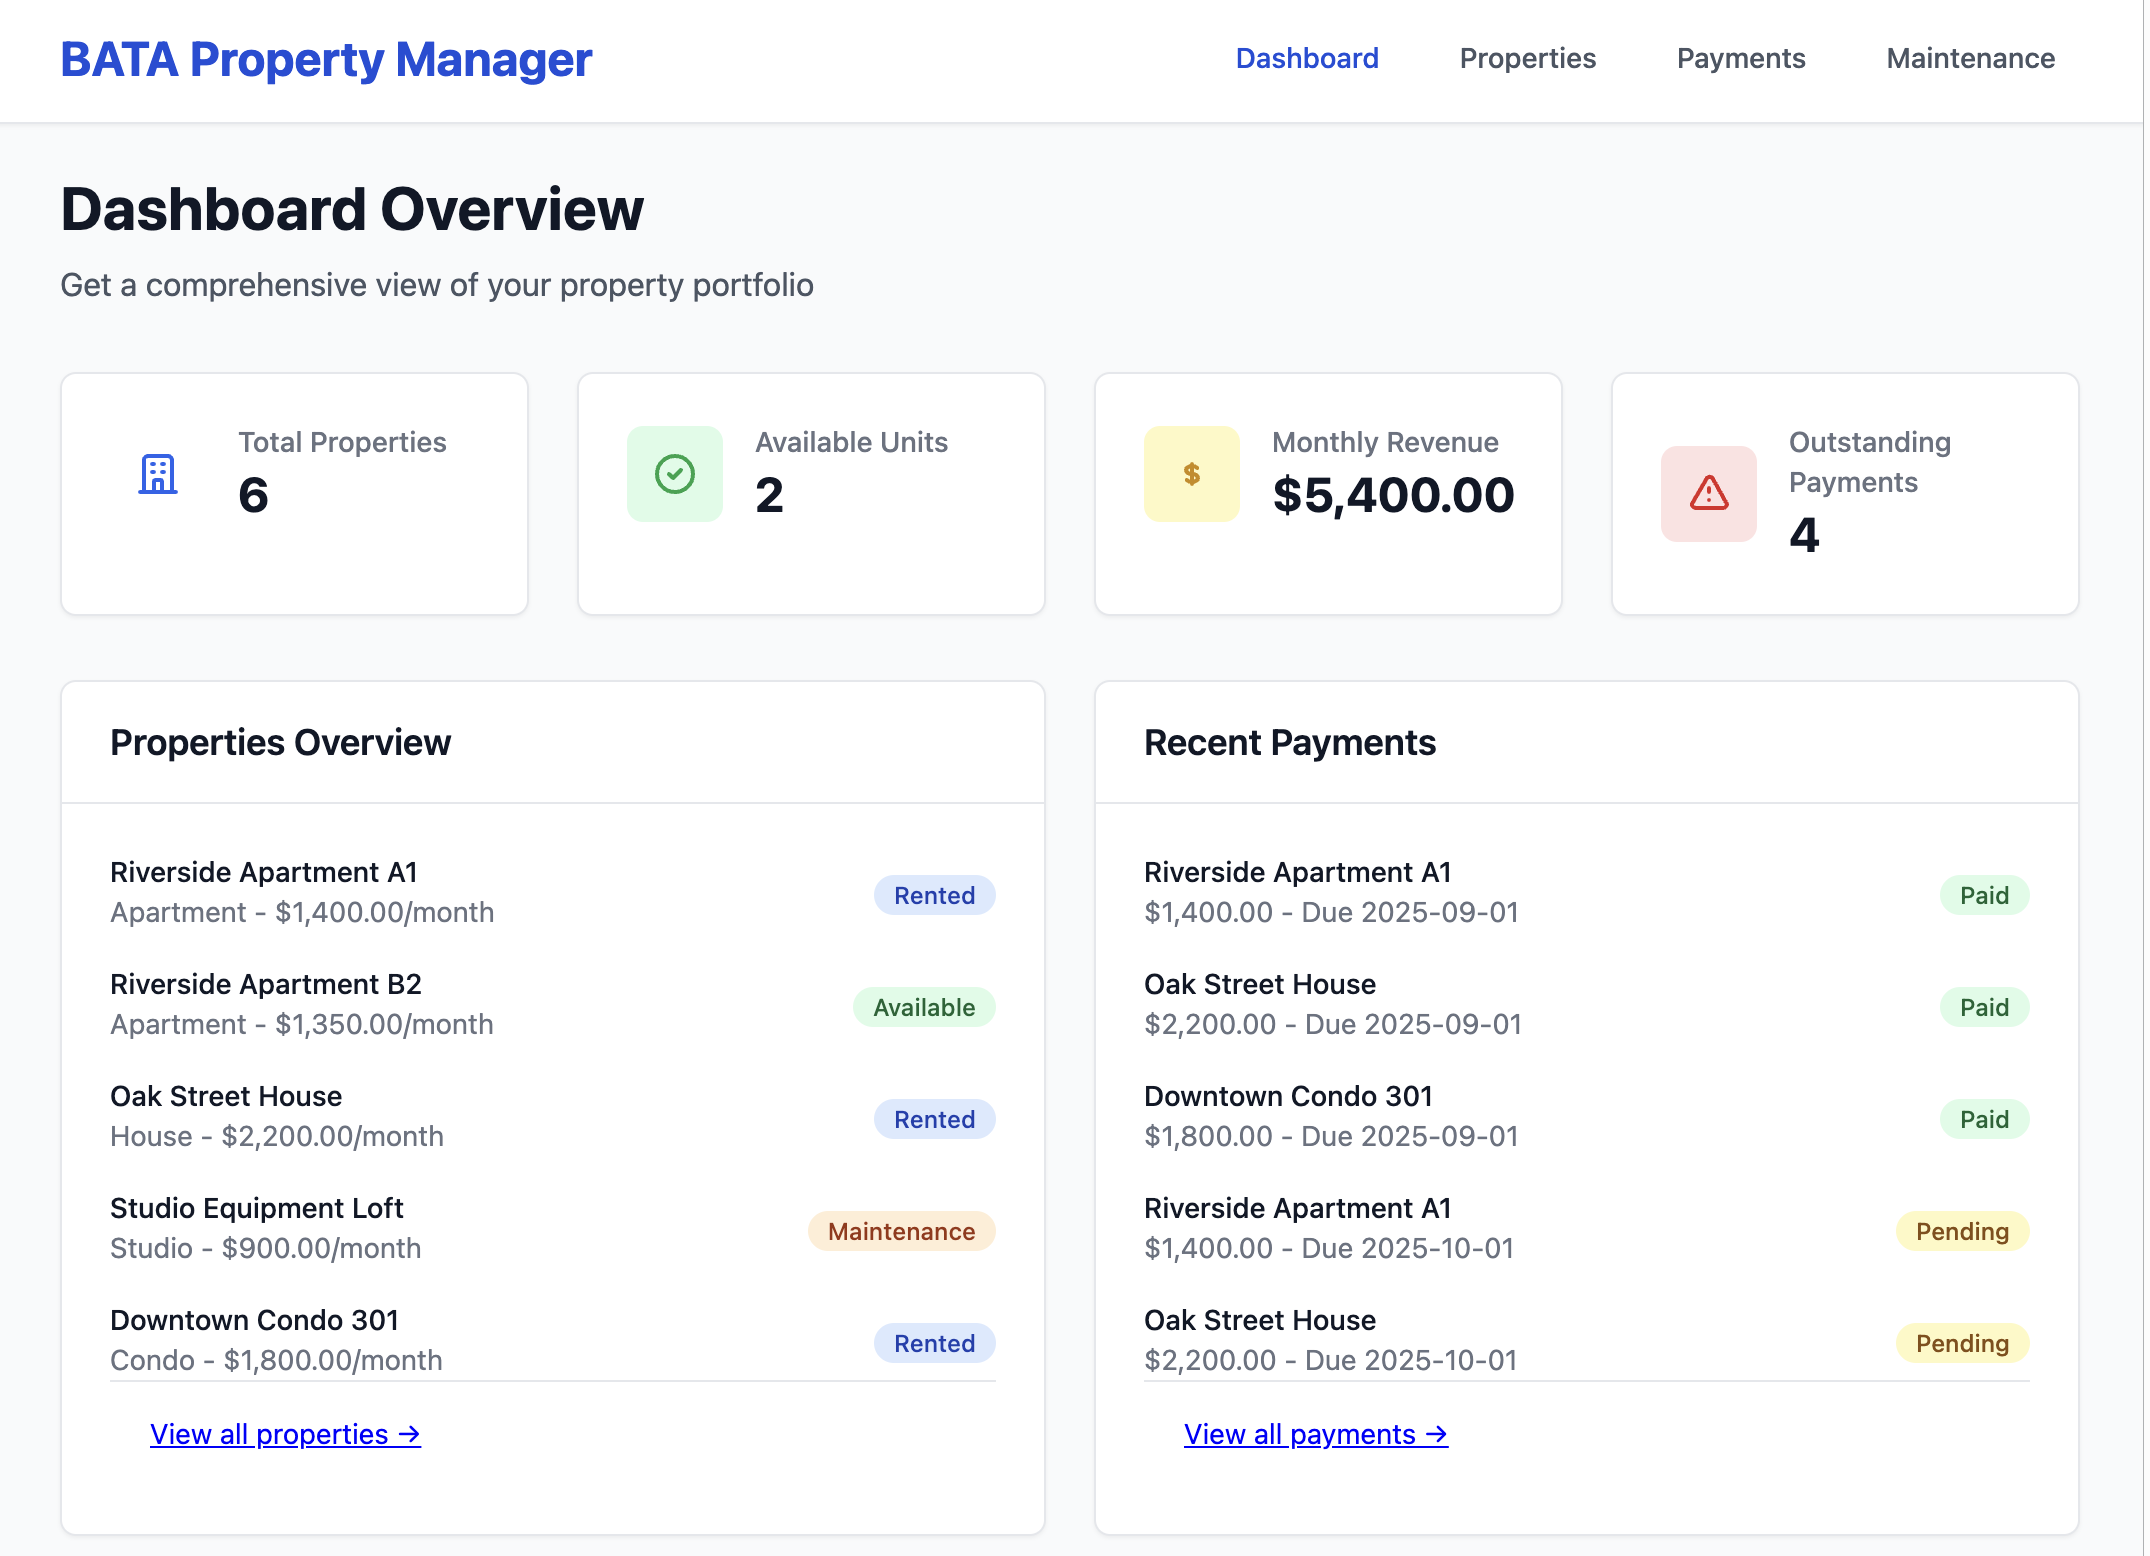 BATA Property Manager
Dashboard
Properties
Payments
Maintenance
Dashboard Overview
Get a comprehensive view of your property portfolio
Total Properties
6
Available Units
2
$
Monthly Revenue
$5,400.00
Outstanding
Payments
4
Properties Overview
Riverside Apartment A1
Apartment - $1,400.00/month
Rented
Riverside Apartment B2
Apartment - $1,350.00/month
Available
Oak Street House
House - $2,200.00/month
Rented
Studio Equipment Loft
Studio - $900.00/month
Maintenance
Downtown Condo 301
Condo - $1,800.00/month
Rented
View all properties →
Recent Payments
Riverside Apartment A1
$1,400.00 - Due 2025-09-01
Paid
Oak Street House
$2,200.00 - Due 2025-09-01
Paid
Downtown Condo 301
$1,800.00 - Due 2025-09-01
Paid
Riverside Apartment A1
$1,400.00 - Due 2025-10-01
Pending
Oak Street House
$2,200.00 - Due 2025-10-01
Pending
View all payments →